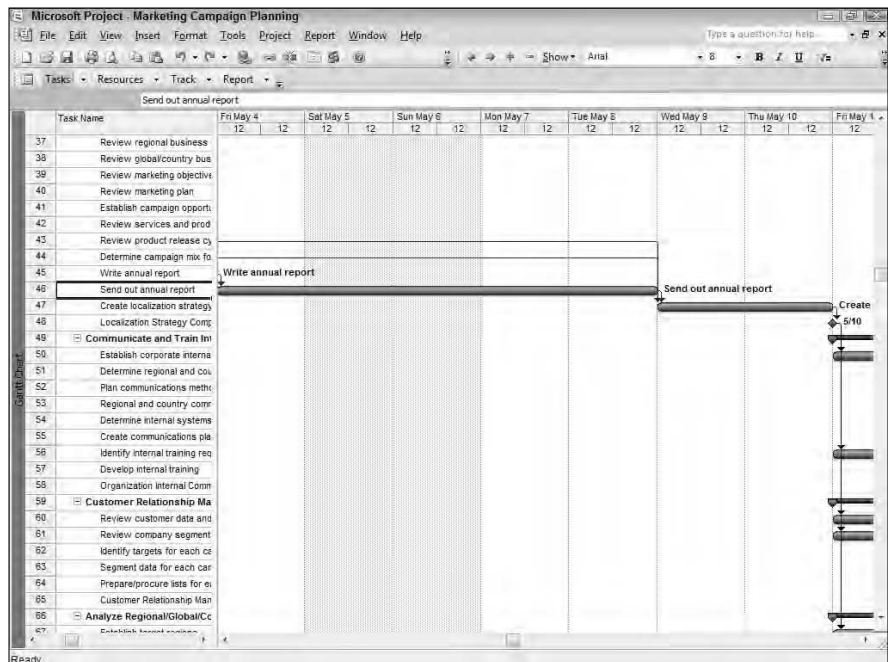 Microsoft Project - Marketing Campaign Planning
File Edit View Insert Format Tools Project Report Window Help
Type a question for help
Show Arial 8 B I U
Tasks Resources Track Report
Send out annual report
Task Name Fri May 4 Sat May 5 Sun May 6 Mon May 7 Tue May 8 Wed May 9 Thu May 10 Fri May 1
12 12 12 12 12 12 12 12 12 12 12 12 12 12 12
37 Review regional business
38 Review global/country bus
39 Review marketing objective
40 Review marketing plan
41 Establish campaign opportu
42 Review services and prod
43 Review product release cy
44 Determine campaign mix fo
45 Write annual report Write annual report
46 Send out annual report Send out annual report
47 Create localization strategy Create
48 Localization Strategy Comp 5/10
49 Communicate and Train Int
50 Establish corporate interna
51 Determine regional and cou
52 Plan communications metho
53 Regional and country comm
54 Determine internal systems
55 Create communications pla
56 Identify internal training req
57 Develop internal training
58 Organization Internal Comm
59 Customer Relationship Ma
60 Review customer data and
61 Review company segment
62 Identify targets for each ca
63 Segment data for each cam
64 Prepare/procure lists for ea
65 Customer Relationship Man
66 Analyze Regional/Global/Co
67 Establish target regions
Gantt Chart
Ready